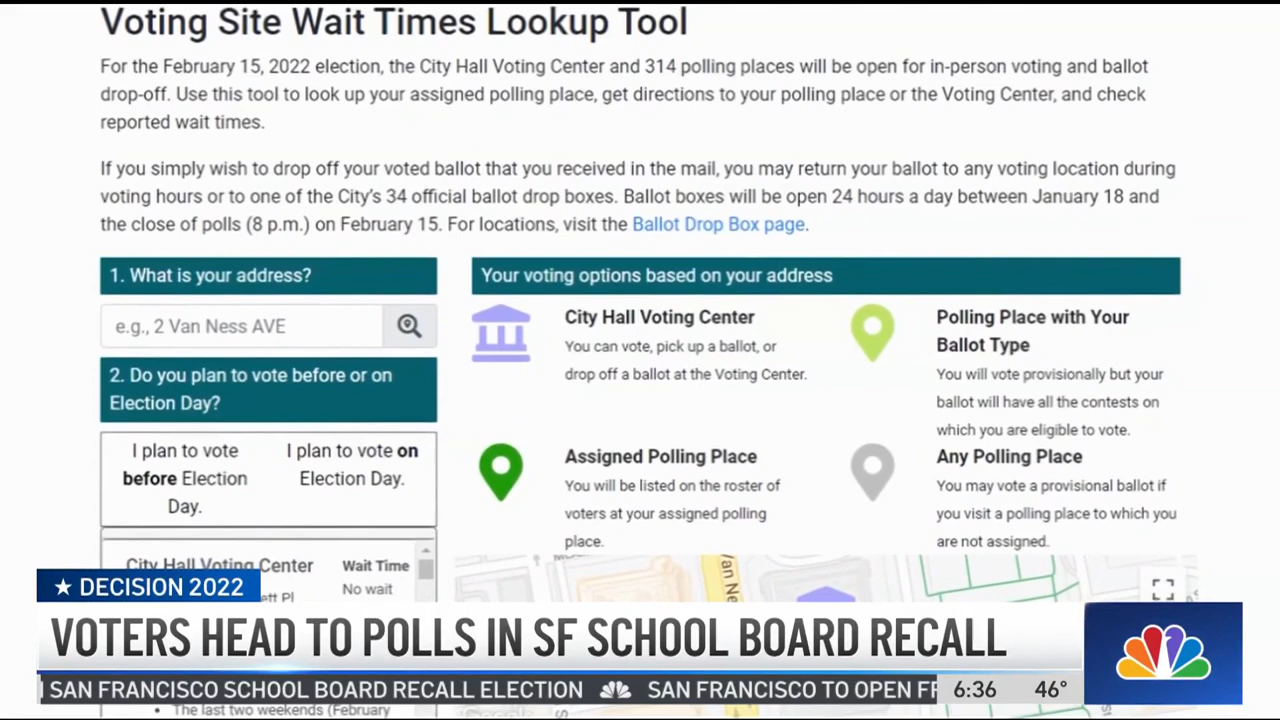 Voting Site Wait Times Lookup Tool
For the February 15, 2022 election, the City Hall Voting Center and 314 polling places will be open for in-person voting and ballot
drop-off. Use this tool to look up your assigned polling place, get directions to your polling place or the Voting Center, and check
reported wait times.
If you simply wish to drop off your voted ballot that you received in the mail, you may return your ballot to any voting location during
voting hours or to one of the City's 34 official ballot drop boxes. Ballot boxes will be open 24 hours a day between January 18 and
the close of polls (8 p.m.) on February 15. For locations, visit the Ballot Drop Box page.
1. What is your address?
e.g., 2 Van Ness AVE
2. Do you plan to vote before or on
Election Day?
I plan to vote
before Election
Day.
I plan to vote on
Election Day.
City Hall Voting Center
Wait Time
No wait
Your voting options based on your address
City Hall Voting Center
You can vote, pick up a ballot, or
drop off a ballot at the Voting Center.
Polling Place with Your
Ballot Type
You will vote provisionally but your
ballot will have all the contests on
which you are eligible to vote.
Assigned Polling Place
You will be listed on the roster of
voters at your assigned polling
place.
Any Polling Place
You may vote a provisional ballot if
you visit a polling place to which you
are not assigned.
★ DECISION 2022
VOTERS HEAD TO POLLS IN SF SCHOOL BOARD RECALL
SAN FRANCISCO SCHOOL BOARD RECALL ELECTION
SAN FRANCISCO TO OPEN
6:36 46°
• The last two weekends (February